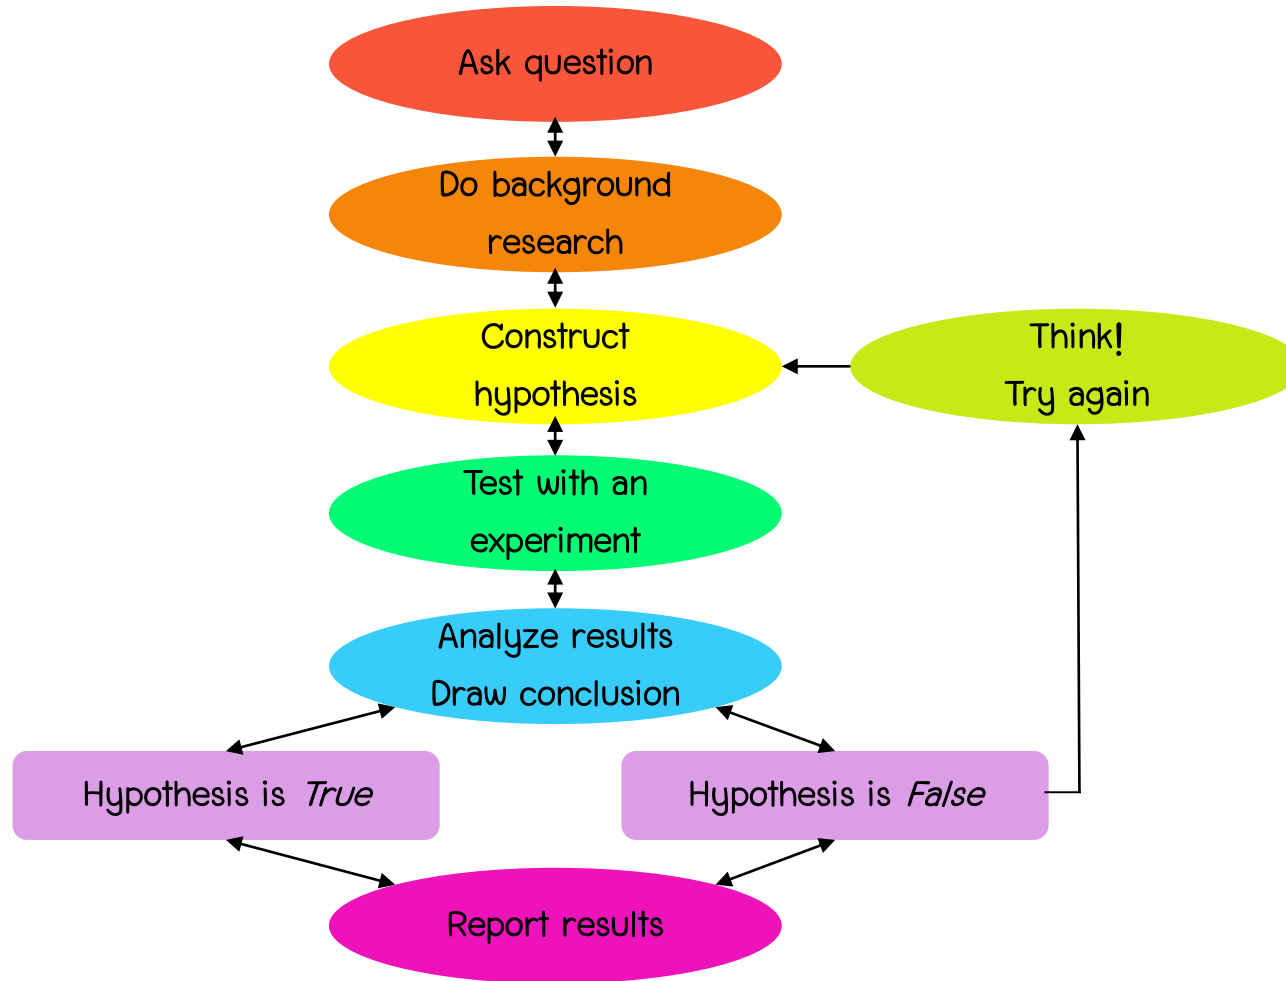 Ask question
Do background
research
Construct
hypothesis
Think!
Try again
Test with an
experiment
Analyze results
Draw conclusion
Hypothesis is True
Hypothesis is False
Report results